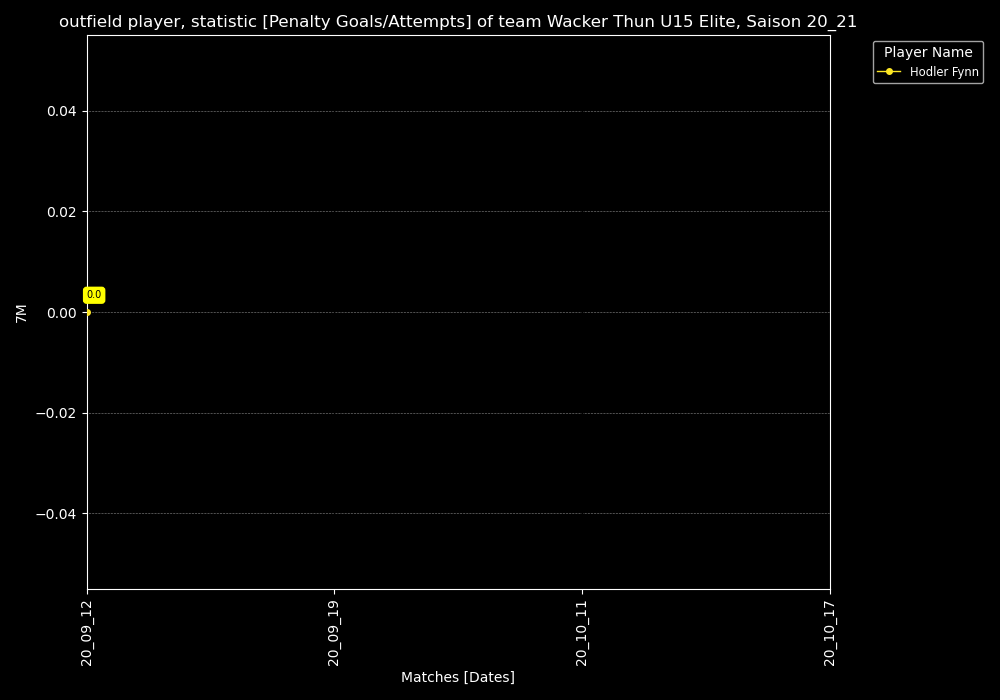 outfield player, statistic [Penalty Goals/Attempts] of team Wacker Thun U15 Elite, Saison 20_21
Player Name
Hodler Fynn
0.04
0.02
0.00
−0.02
−0.04
0.0
7M
20_09_12
20_09_19
20_10_11
20_10_17
Matches [Dates]